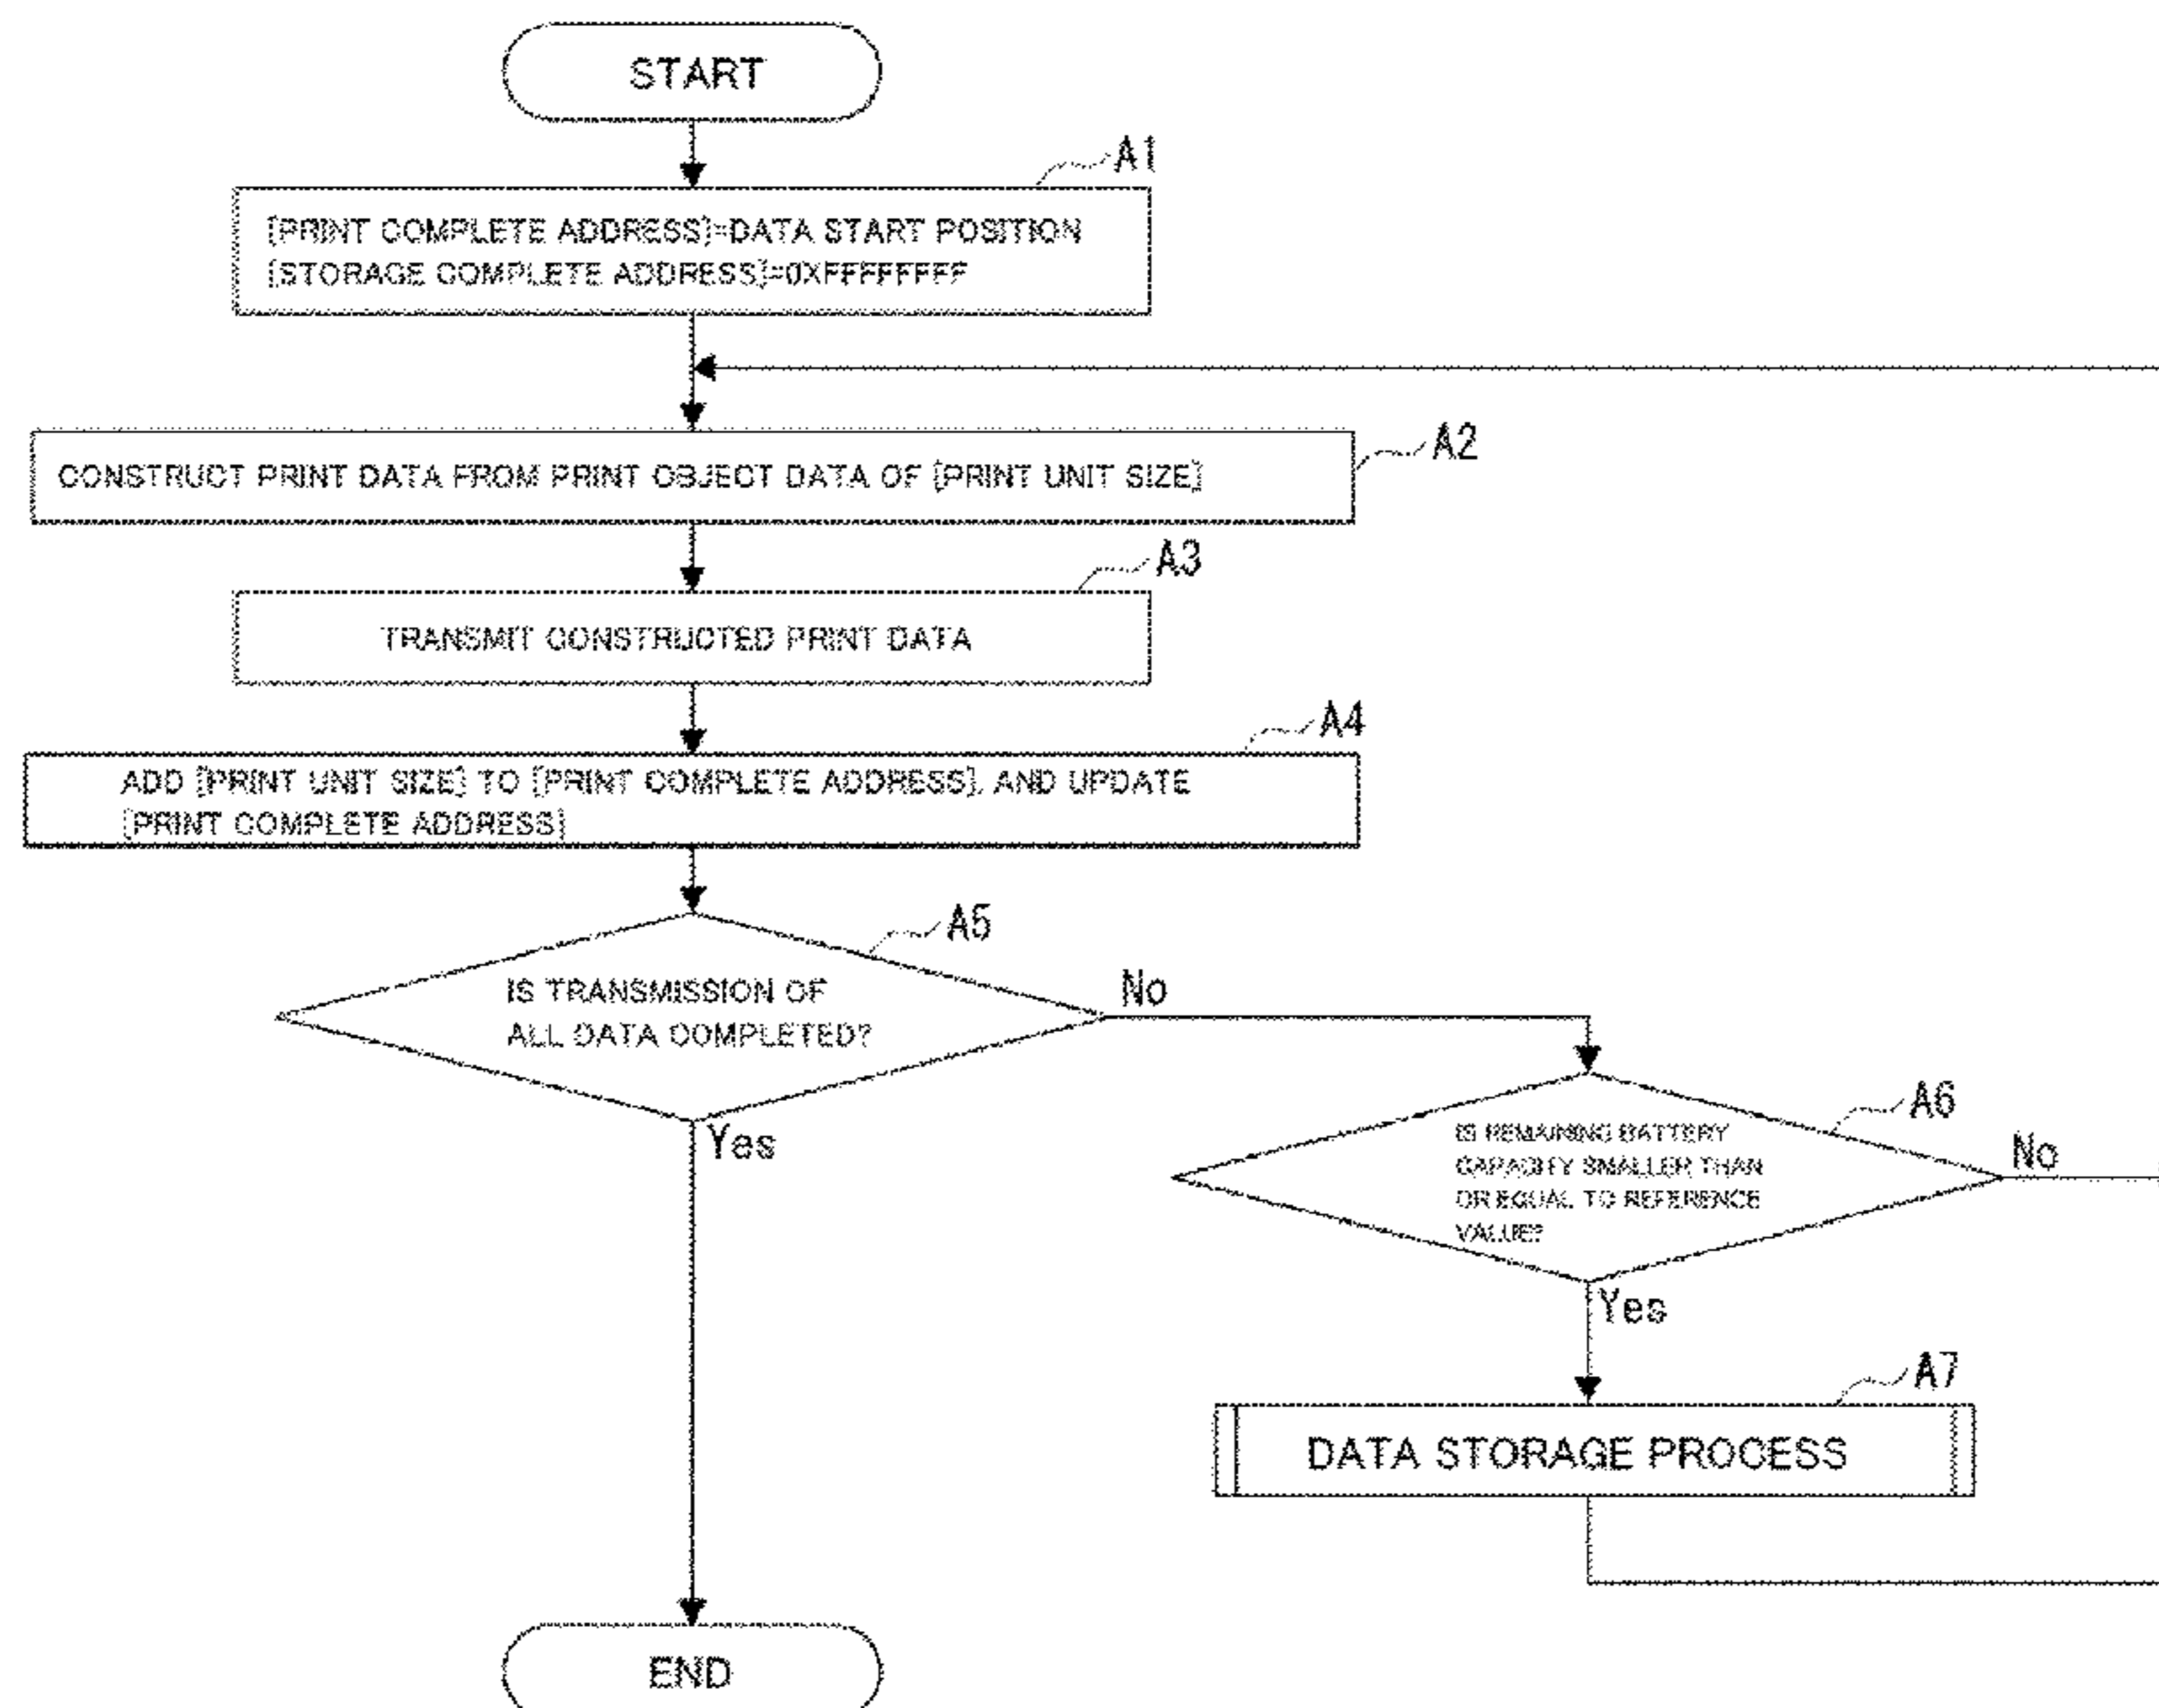 START
A1
[PRINT COMPLETE ADDRESS]=DATA START POSITION
[STORAGE COMPLETE ADDRESS]=0XFFFFFFFF
A2
CONSTRUCT PRINT DATA FROM PRINT OBJECT DATA OF [PRINT UNIT SIZE]
A3
TRANSMIT CONSTRUCTED PRINT DATA
A4
ADD [PRINT UNIT SIZE] TO [PRINT COMPLETE ADDRESS], AND UPDATE
[PRINT COMPLETE ADDRESS]
A5
IS TRANSMISSION OF
ALL DATA COMPLETED?
No
Yes
A6
IS REMAINING BATTERY
CAPACITY SMALLER THAN
OR EQUAL TO REFERENCE
VALUE?
No
Yes
A7
DATA STORAGE PROCESS
END